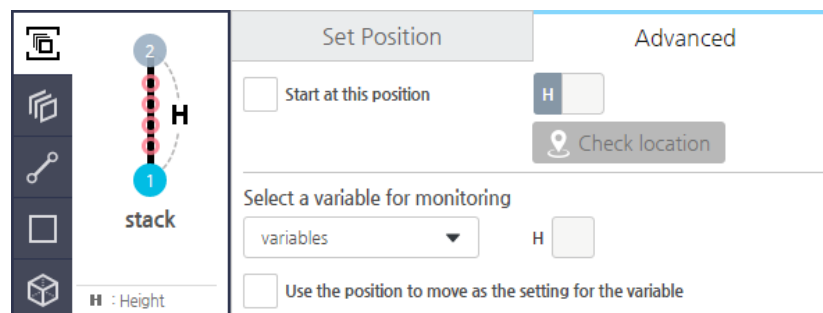 Set Position
Advanced
2
H
1
stack
H : Height
Start at this position
H
Check location
Select a variable for monitoring
variables
H
Use the position to move as the setting for the variable